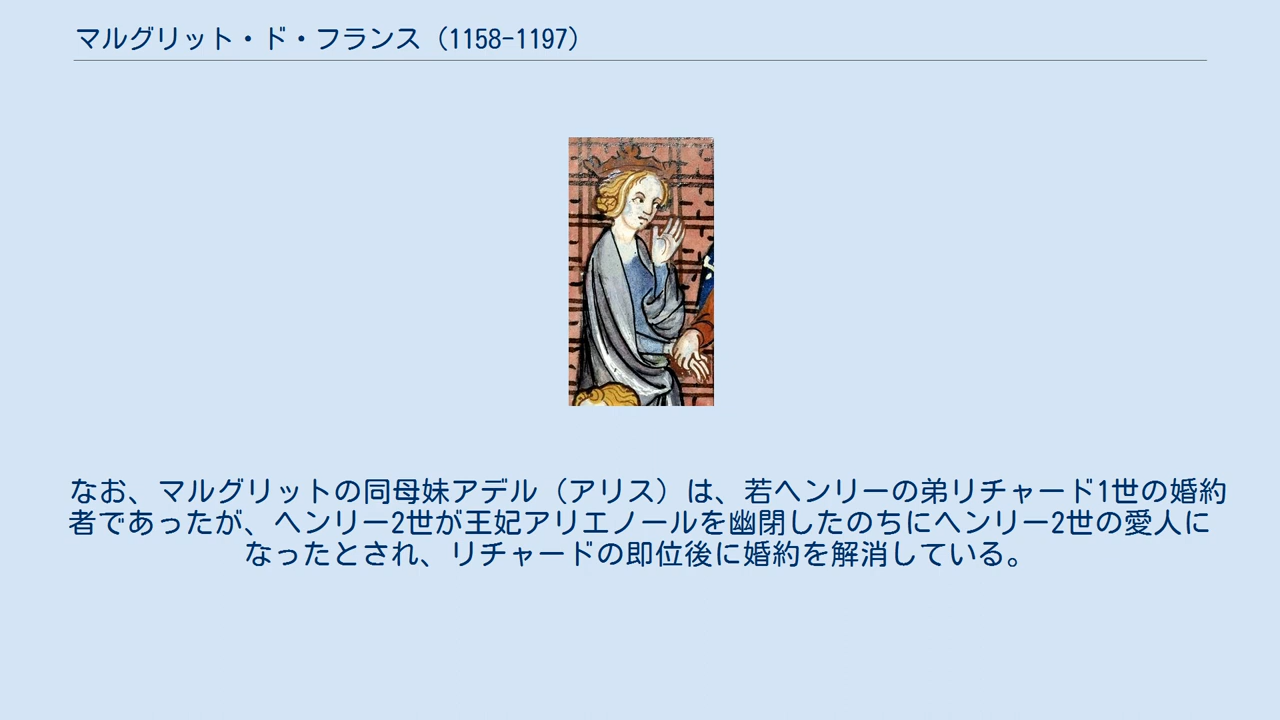 マルグリット・ド・フランス（1158-1197）
なお、マルグリットの同母妹アデル（アリス）は、若ヘンリーの弟リチャード1世の婚約
者であったが、ヘンリー2世が王妃アリエノールを幽閉したのちにヘンリー2世の愛人に
なったとされ、リチャードの即位後に婚約を解消している。